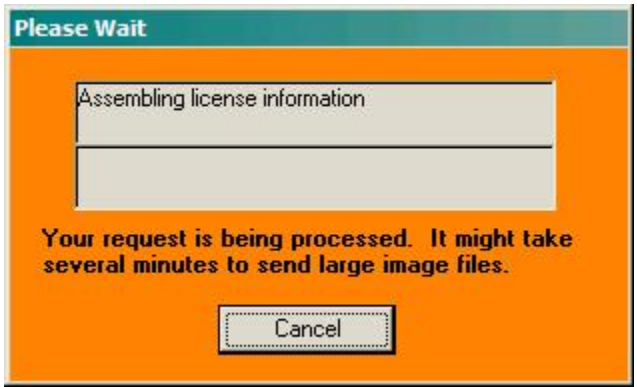 Please Wait
Assembling license information
Your request is being processed.  It might take
several minutes to send large image files.
Cancel